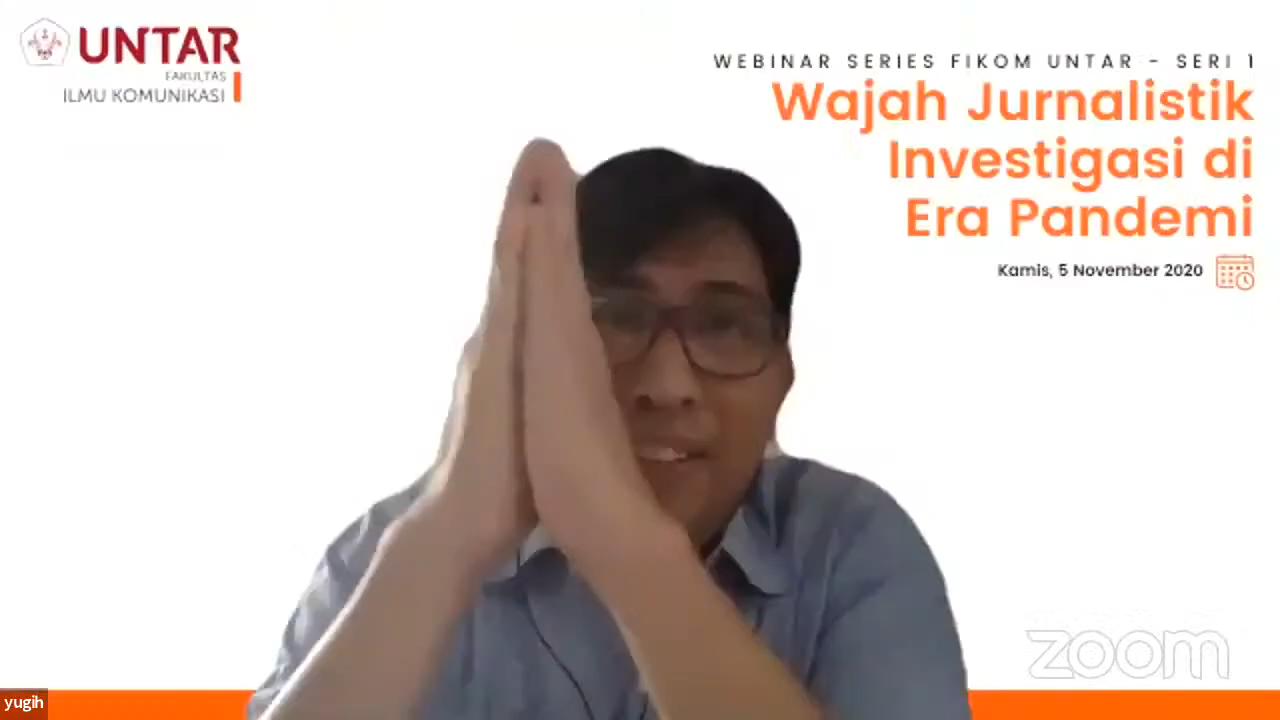 UNTAR
FAKULTAS
ILMU KOMUNIKASI
WEBINAR SERIES FIKOM UNTAR - SERI 1
Wajah Jurnalistik
Investigasi di
Era Pandemi
Kamis, 5 November 2020
zoom
yugih